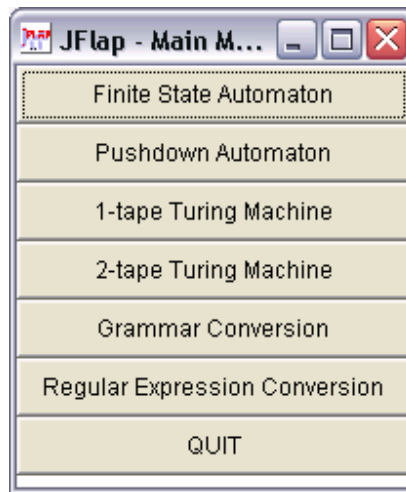 JFlap - Main M...
Finite State Automaton
Pushdown Automaton
1-tape Turing Machine
2-tape Turing Machine
Grammar Conversion
Regular Expression Conversion
QUIT